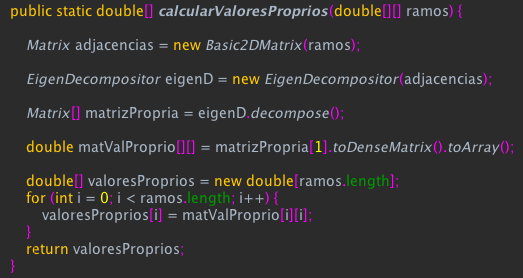 public static double[] calcularValoresProprios(double[][] ramos) {
Matrix adjacencias = new Basic2DMatrix(ramos);
EigenDecompositor eigenD = new EigenDecompositor(adjacencias);
Matrix[] matrizPropria = eigenD.decompose();
double matValProprio[][] = matrizPropria[1].toDenseMatrix().toArray();
double[] valoresProprios = new double[ramos.length];
for (int i = 0; i < ramos.length; i++) {
valoresProprios[i] = matValProprio[i][i];
}
return valoresProprios;
}